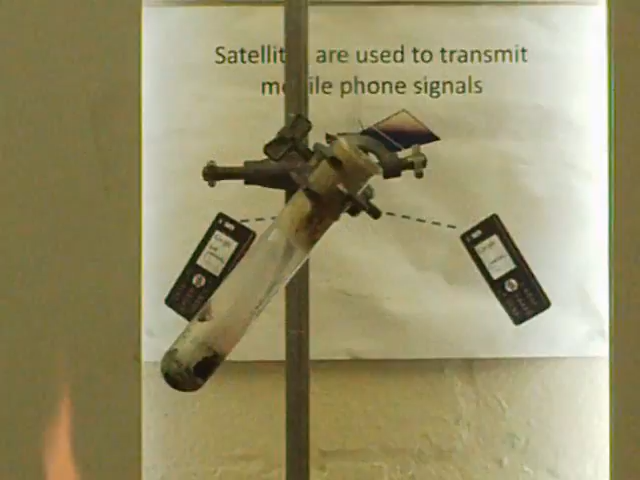 Satellit are used to transmit
m ile phone signals